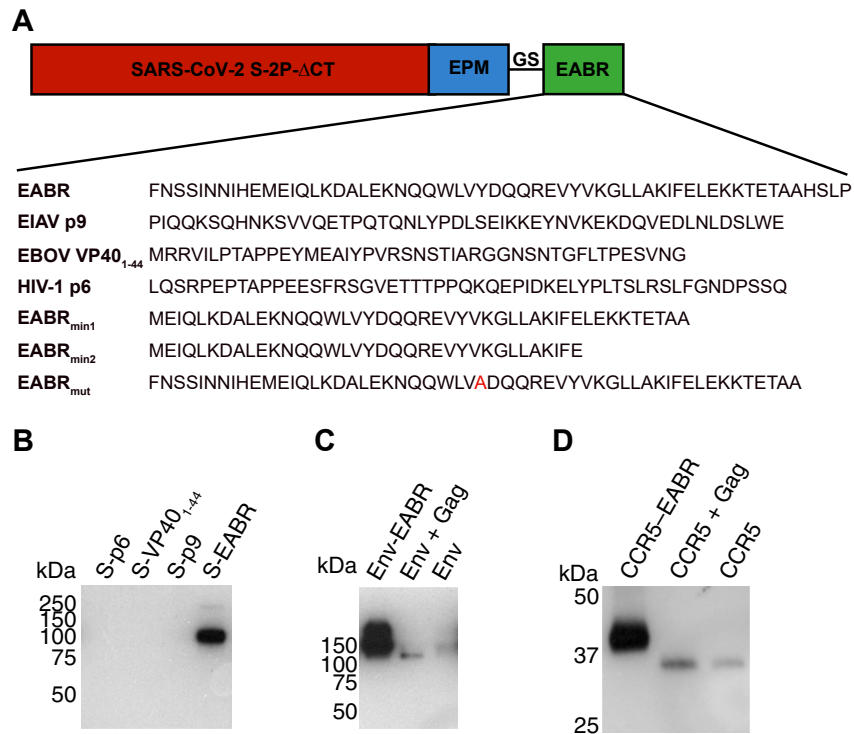 A
SARS-CoV-2 S-2P-ΔCT EPM GS EABR
EABR FNSSINNIHEMEIQLKDALEKNQQWLVYDQQREVYVKGLLAKIFELEKKTETAAHSLP
EIAV p9 PIQQKSQHNKSVVQETPQTQNLYPDLSEIKKEYNVKEKDQVEDLNLDSLWE
EBOV VP40₁₋₄₄ MRRVILPTAPPEYMEAIYPVRSNSTIARGGNSNTGFLTPESVNG
HIV-1 p6 LQSRPEPTAPPEESFRSGVETTTPPQKQEPIDKELYPLTSLRSLFGNDPSSQ
EABRmin1 MEIQLKDALEKNQQWLVYDQQREVYVKGLLAKIFELEKKTETAA
EABRmin2 MEIQLKDALEKNQQWLVYDQQREVYVKGLLAKIFE
EABRmut FNSSINNIHEMEIQLKDALEKNQQWLVADQQREVYVKGLLAKIFELEKKTETAA
B
kDa S-p6 S-VP40₁₋₄₄ S-p9 S-EABR
250
150
100
75
50
C
kDa Env-EABR Env + Gag Env
150
100
75
50
D
kDa CCR5–EABR CCR5 + Gag CCR5
50
37
25